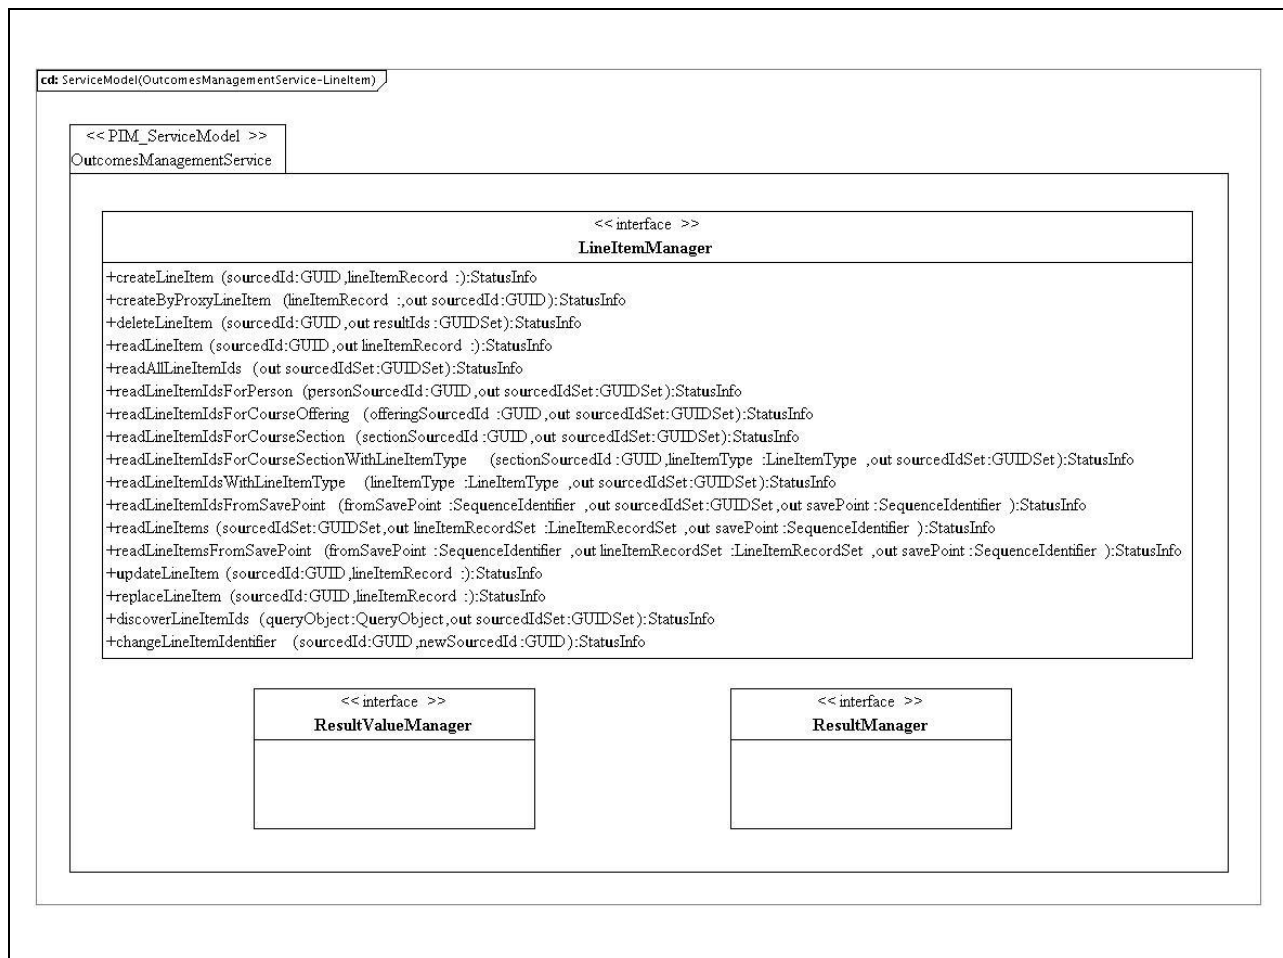 cd: ServiceModel(OutcomesManagementService-LineItem)
<< PIM_ServiceModel >>
OutcomesManagementService
<< interface >>
LineItemManager
+createLineItem (sourcedId:GUID,lineItemRecord :):StatusInfo
+createByProxyLineItem (lineItemRecord :,out sourcedId:GUID):StatusInfo
+deleteLineItem (sourcedId:GUID,out resultIds :GUIDSet):StatusInfo
+readLineItem (sourcedId:GUID,out lineItemRecord :):StatusInfo
+readAllLineItemIds (out sourcedIdSet:GUIDSet):StatusInfo
+readLineItemIdsForPerson (personSourcedId:GUID,out sourcedIdSet:GUIDSet):StatusInfo
+readLineItemIdsForCourseOffering (offeringSourcedId :GUID,out sourcedIdSet:GUIDSet):StatusInfo
+readLineItemIdsForCourseSection (sectionSourcedId :GUID,out sourcedIdSet:GUIDSet):StatusInfo
+readLineItemIdsForCourseSectionWithLineItemType (sectionSourcedId :GUID,lineItemType :LineItemType ,out sourcedIdSet:GUIDSet):StatusInfo
+readLineItemIdsWithLineItemType (lineItemType :LineItemType ,out sourcedIdSet:GUIDSet):StatusInfo
+readLineItemIdsFromSavePoint (fromSavePoint :SequenceIdentifier ,out sourcedIdSet:GUIDSet,out savePoint :SequenceIdentifier ):StatusInfo
+readLineItems (sourcedIdSet:GUIDSet,out lineItemRecordSet :LineItemRecordSet ,out savePoint :SequenceIdentifier ):StatusInfo
+readLineItemsFromSavePoint (fromSavePoint :SequenceIdentifier ,out lineItemRecordSet :LineItemRecordSet ,out savePoint :SequenceIdentifier ):StatusInfo
+updateLineItem (sourcedId:GUID,lineItemRecord :):StatusInfo
+replaceLineItem (sourcedId:GUID,lineItemRecord :):StatusInfo
+discoverLineItemIds (queryObject:QueryObject,out sourcedIdSet:GUIDSet):StatusInfo
+changeLineItemIdentifier (sourcedId:GUID,newSourcedId:GUID):StatusInfo
<< interface >>
ResultValueManager
<< interface >>
ResultManager